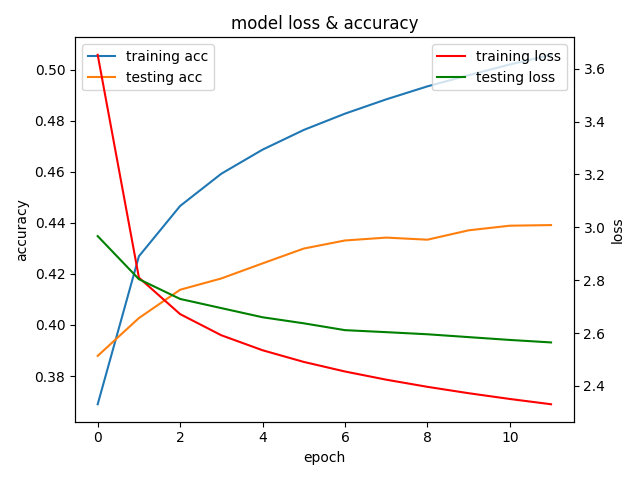 model loss & accuracy
training acc
testing acc
training loss
testing loss
0.50
0.48
0.46
0.44
0.42
0.40
0.38
accuracy
3.6
3.4
3.2
3.0
2.8
2.6
2.4
loss
0 2 4 6 8 10
epoch